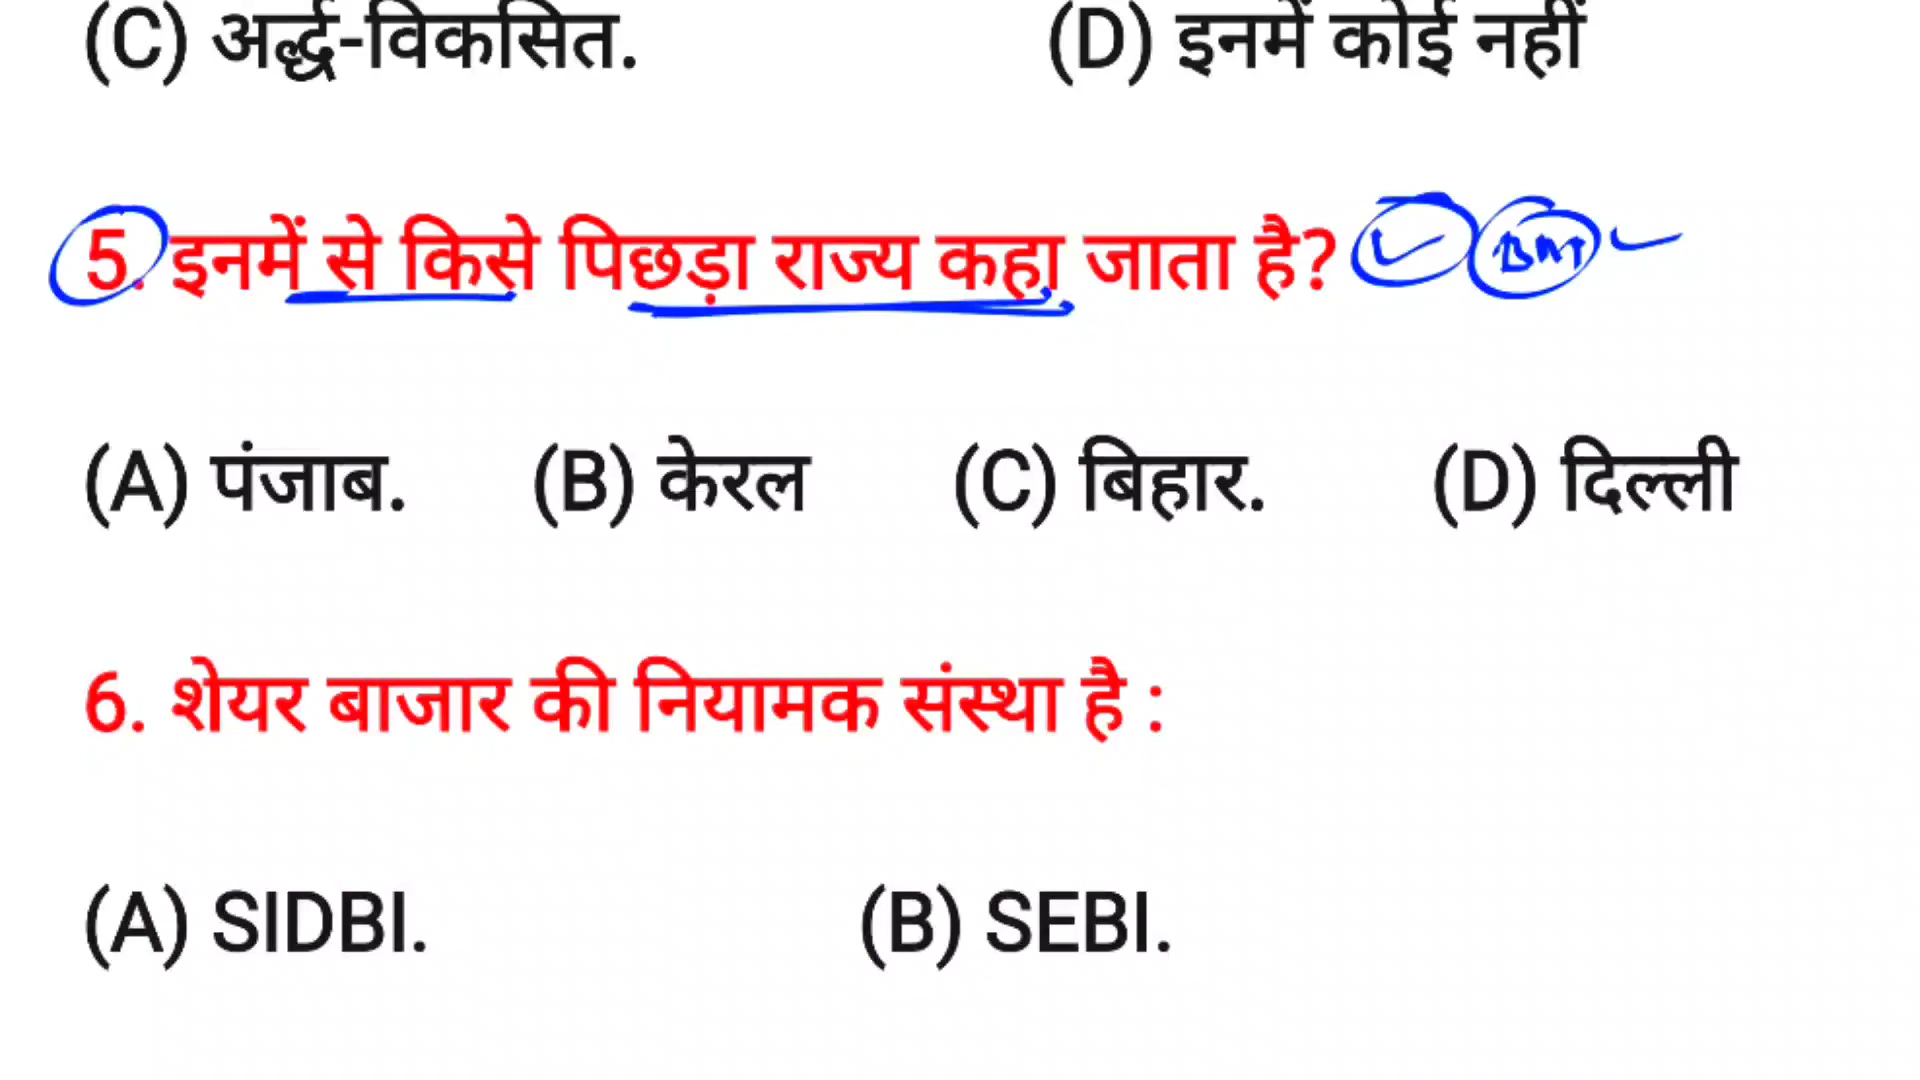 (C) अर्द्ध-विकसित. (D) इनमें कोई नहीं
5. इनमें से किसे पिछड़ा राज्य कहा जाता है?
(A) पंजाब. (B) केरल (C) बिहार. (D) दिल्ली
6. शेयर बाजार की नियामक संस्था है :
(A) SIDBI. (B) SEBI.